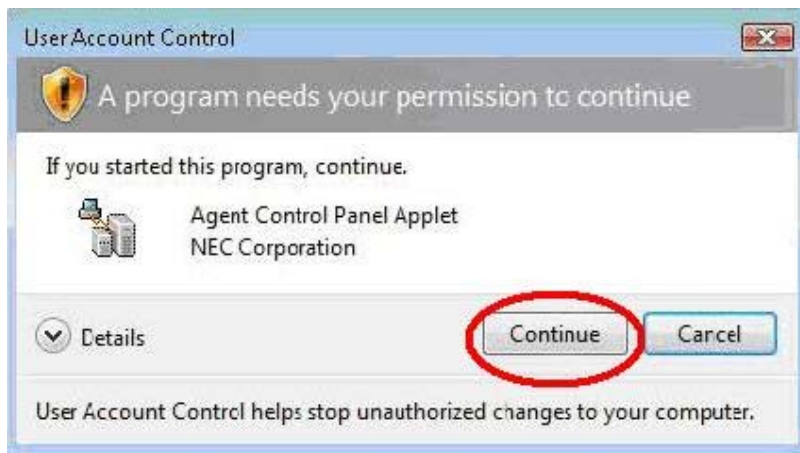 User Account Control
A program needs your permission to continue
If you started this program, continue.
Agent Control Panel Applet
NEC Corporation
Details
Continue
Cancel
User Account Control helps stop unauthorized changes to your computer.